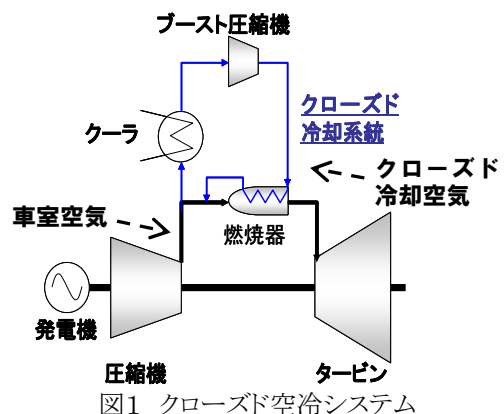 ブースト圧縮機
クローズド
冷却系統
クーラ
クローズド
冷却空気
車室空気
燃焼器
発電機
圧縮機
タービン
図1 クローズド空冷システム